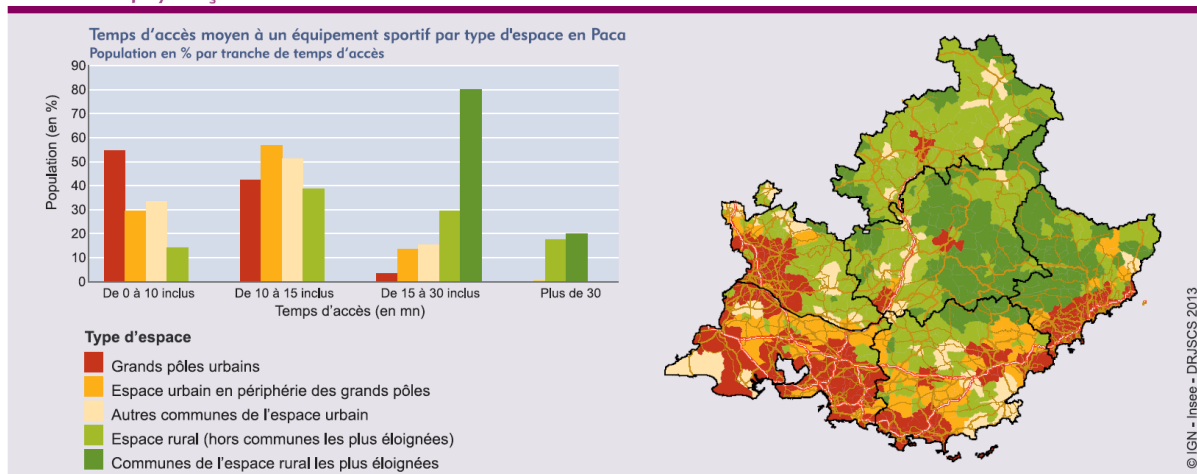 Temps d'accès moyen à un équipement sportif par type d'espace en Paca
Population en % par tranche de temps d'accès
Population (en %)
90
80
70
60
50
40
30
20
10
0
De 0 à 10 inclus
De 10 à 15 inclus
De 15 à 30 inclus
Plus de 30
Temps d'accès (en mn)
Type d'espace
Grands pôles urbains
Espace urbain en périphérie des grands pôles
Autres communes de l'espace urbain
Espace rural (hors communes les plus éloignées)
Communes de l'espace rural les plus éloignées
© IGN - Insee - DRJSCS 2013